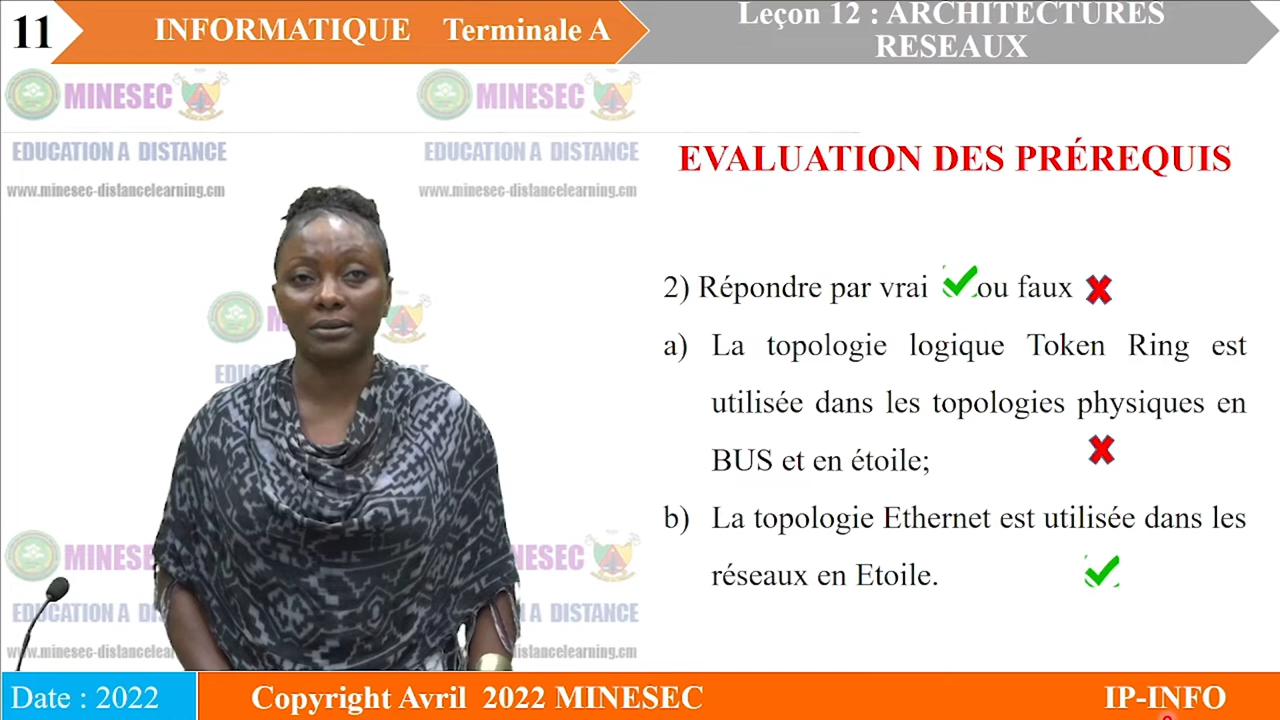 11
INFORMATIQUE Terminale A
Leçon 12 : ARCHITECTURES
RESEAUX
MINESEC
MINESEC
EDUCATION A DISTANCE
EDUCATION A DISTANCE
www.minesec-distancelearning.cm
www.minesec-distancelearning.cm
EVALUATION DES PRÉREQUIS
2) Répondre par vrai ou faux
a) La topologie logique Token Ring est
utilisée dans les topologies physiques en
BUS et en étoile;
b) La topologie Ethernet est utilisée dans les
réseaux en Etoile.
Date : 2022
Copyright Avril 2022 MINESEC
IP-INFO